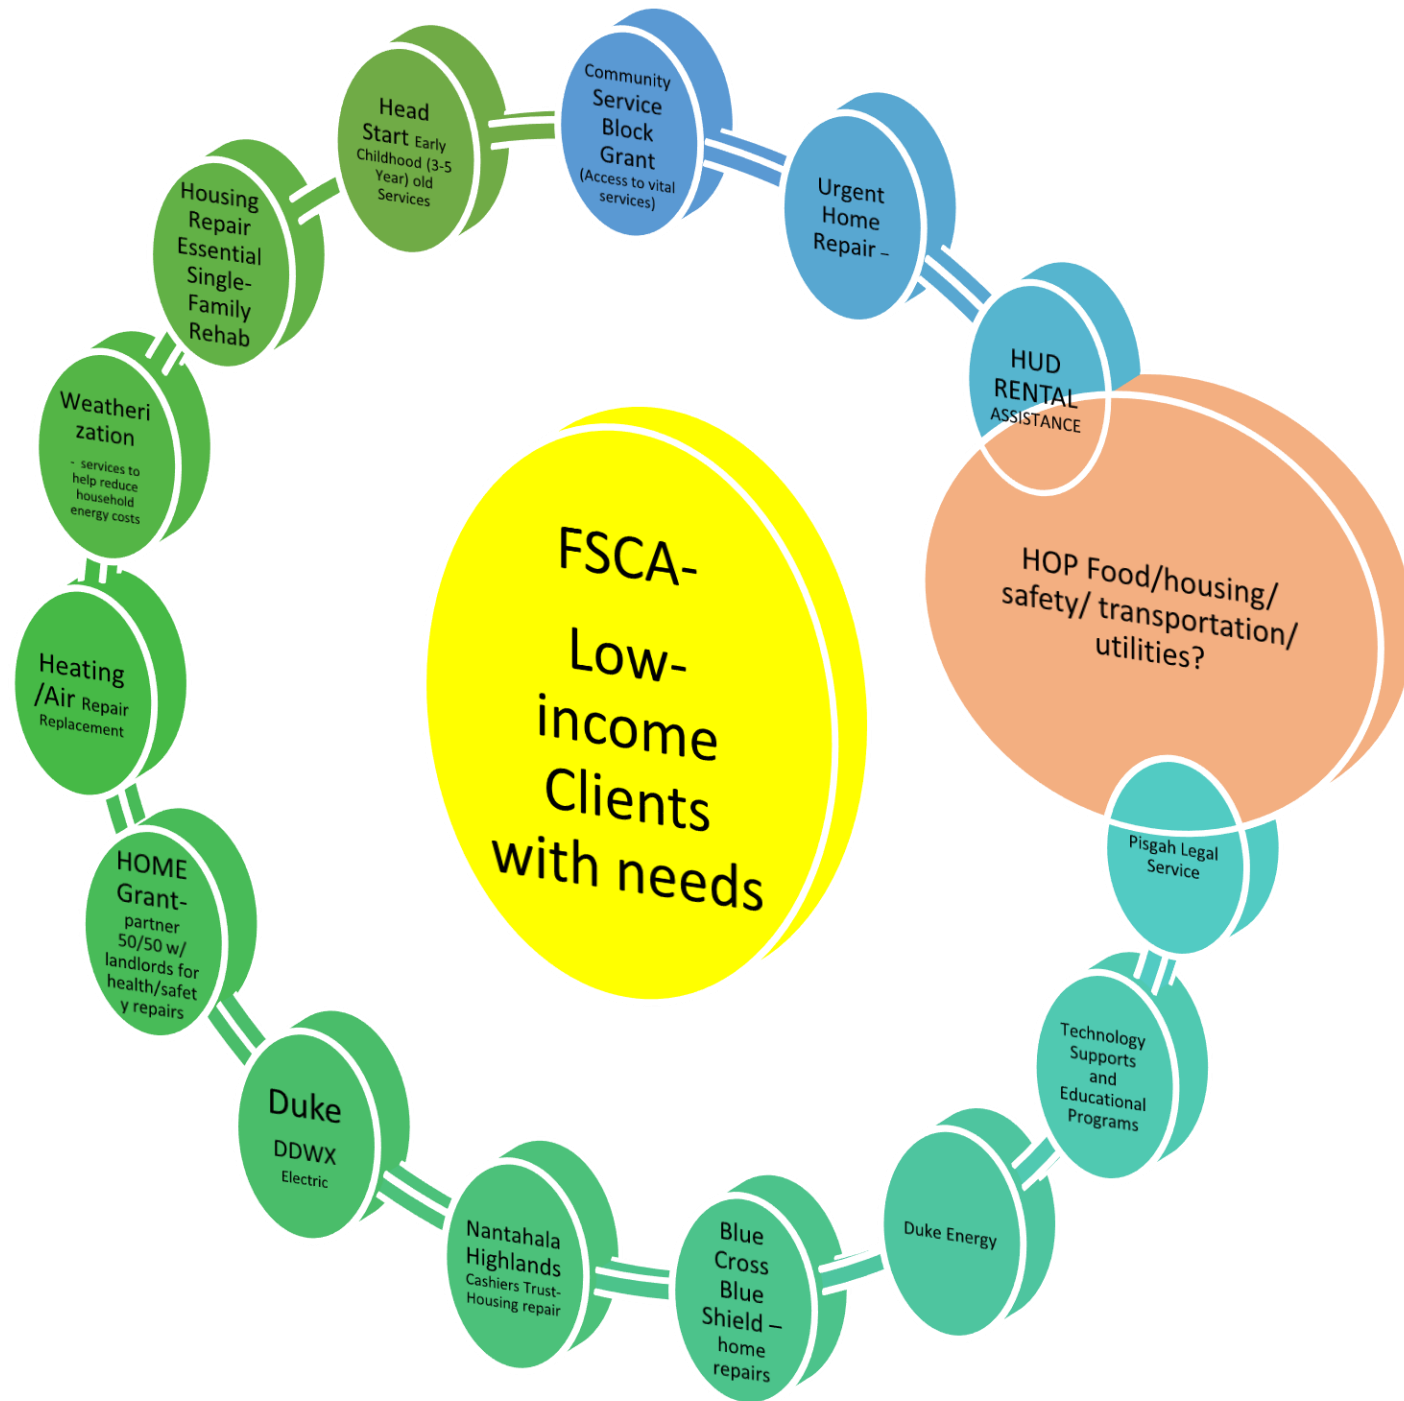 FSCA-
Low-
income
Clients
with needs
Community
Service
Block
Grant
(Access to vital
services)
Urgent
Home
Repair –
HUD
RENTAL
ASSISTANCE
HOP Food/housing/
safety/ transportation/
utilities?
Pisgah Legal
Service
Technology
Supports
and
Educational
Programs
Duke Energy
Blue
Cross
Blue
Shield –
home
repairs
Nantahala
Highlands
Cashiers Trust-
Housing repair
Duke
DDWX
Electric
HOME
Grant-
partner
50/50 w/
landlords for
health/safet
y repairs
Heating
/Air Repair
Replacement
Weatheri
zation
- services to
help reduce
household
energy costs
Housing
Repair
Essential
Single-
Family
Rehab
Head
Start Early
Childhood (3-5
Year) old
Services